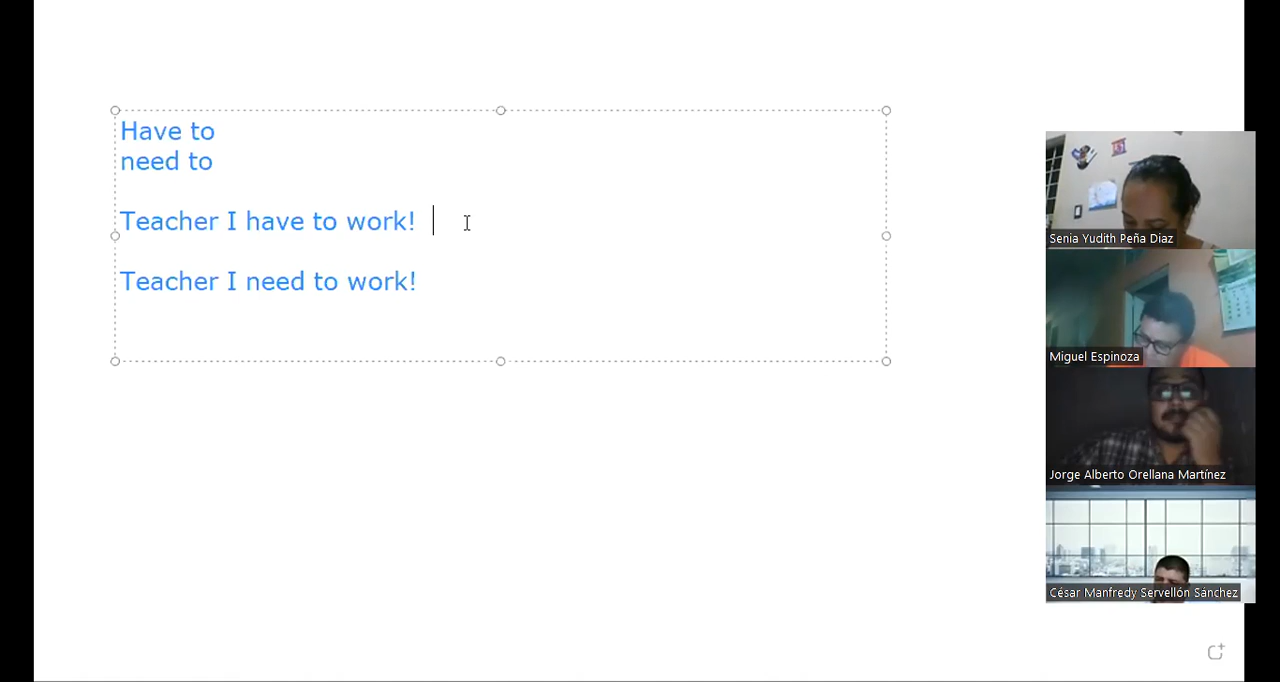 Have to
need to
Teacher I have to work!
Teacher I need to work!
Senia Yudith Peña Diaz
Miguel Espinoza
Jorge Alberto Orellana Martínez
César Manfredy Servellón Sánchez